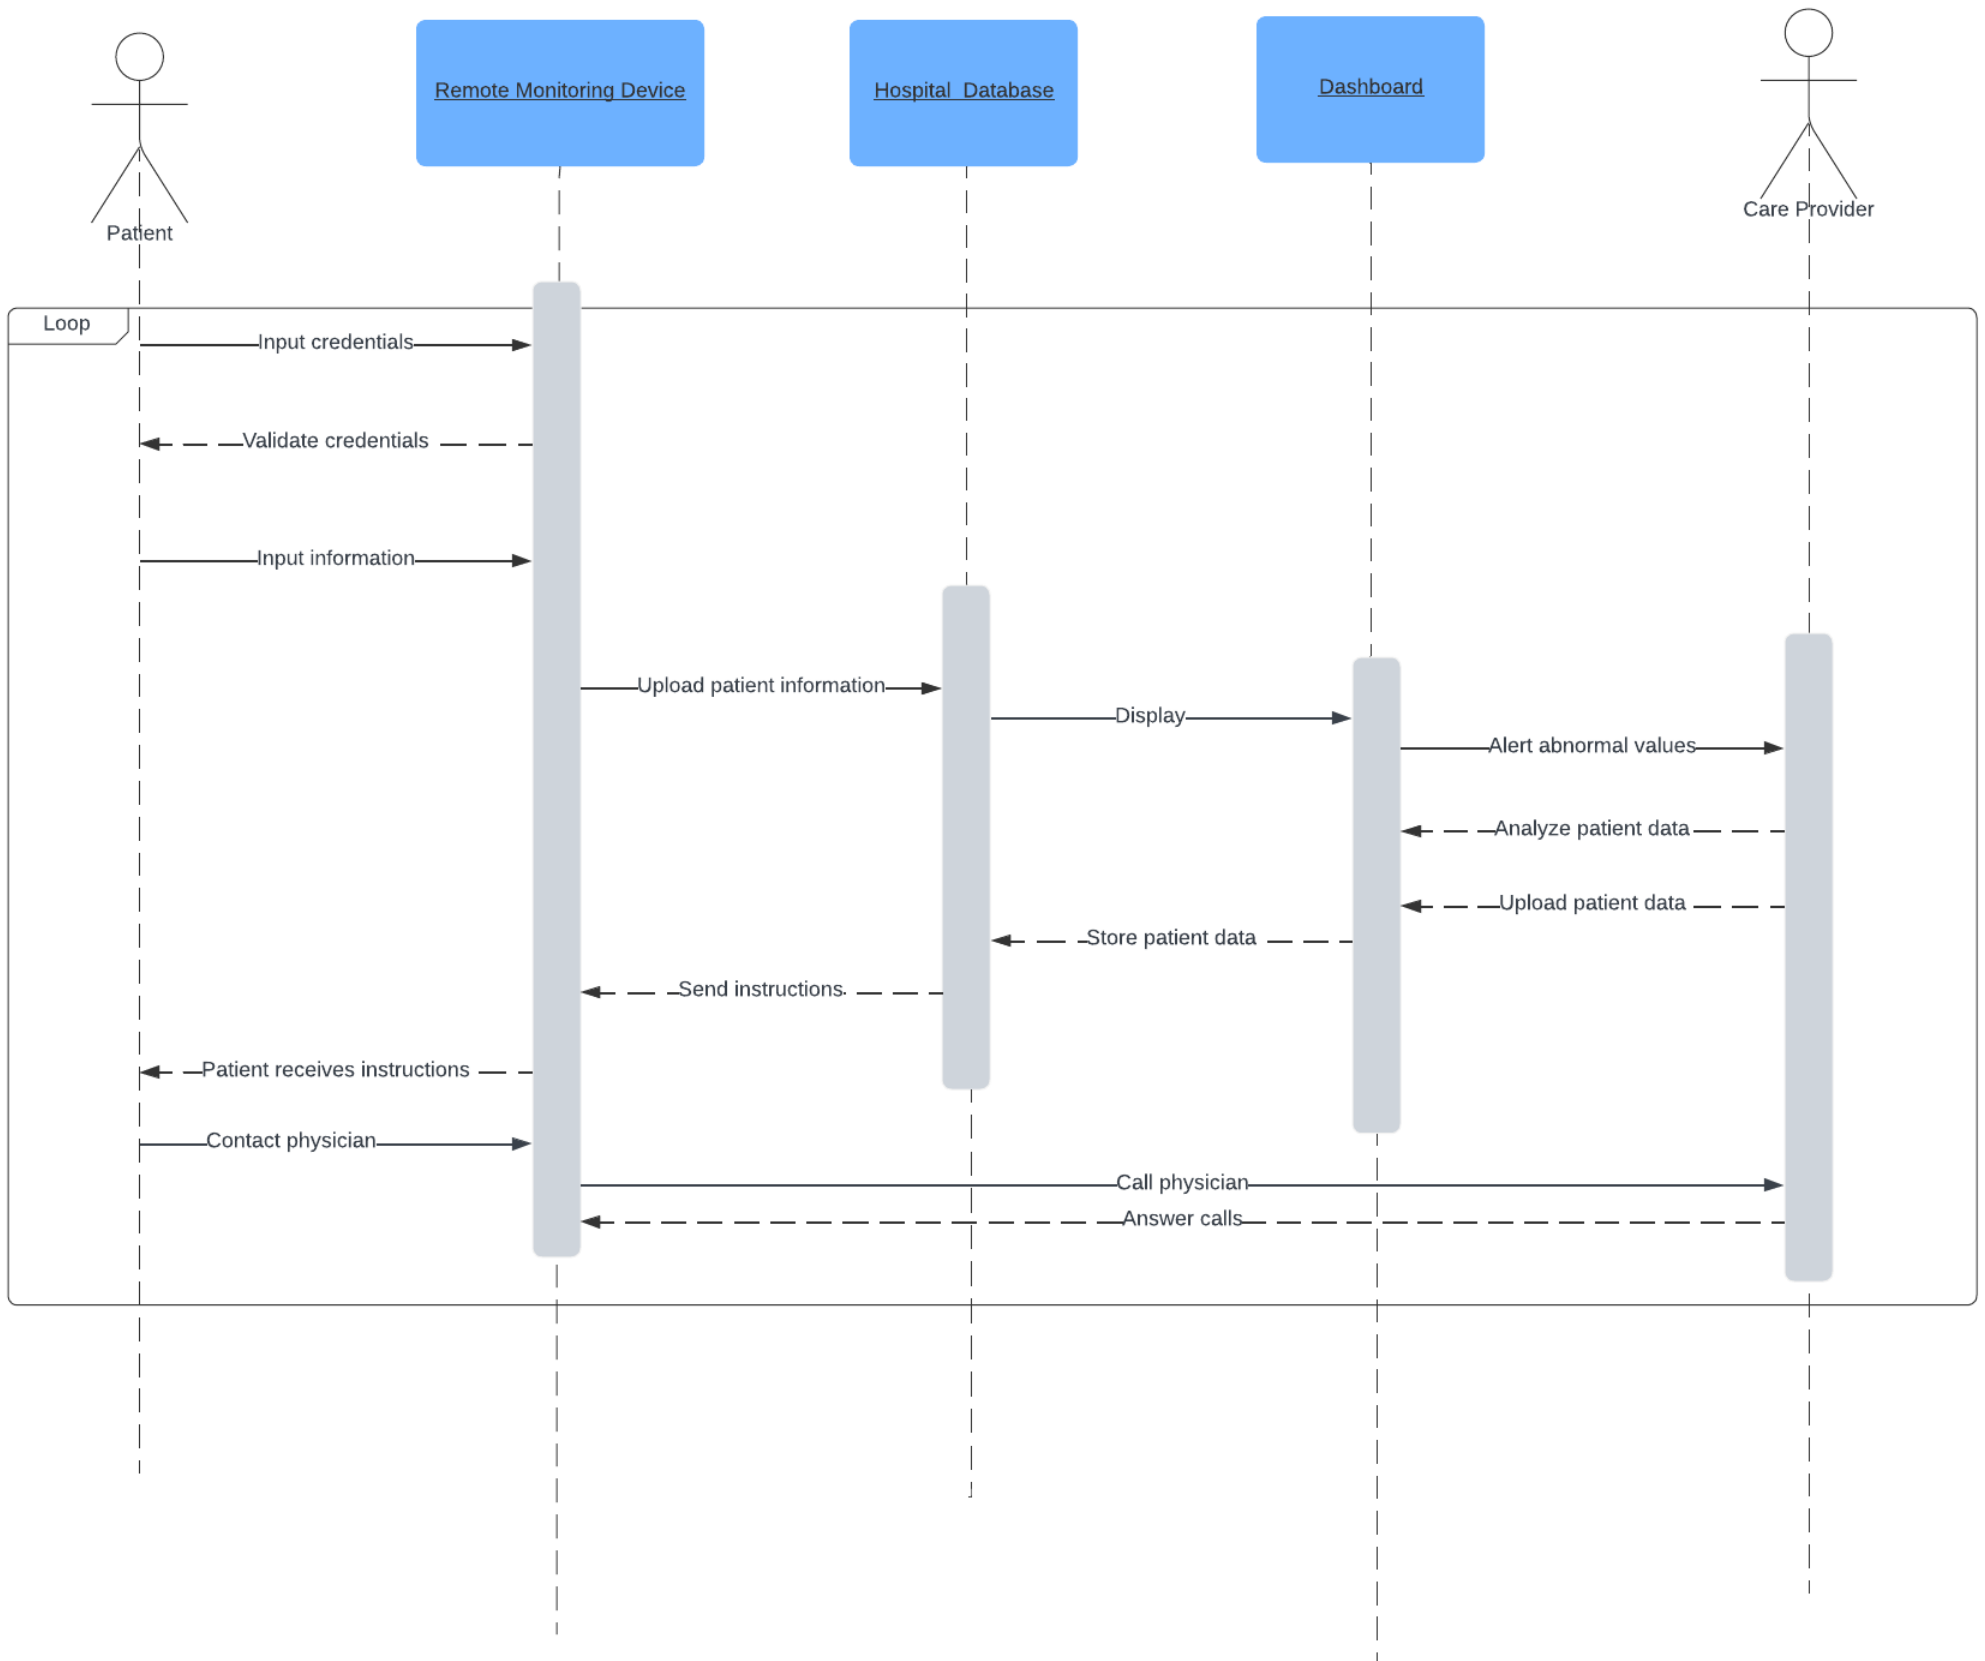 Remote Monitoring Device
Hospital  Database
Dashboard
Patient
Care Provider
Loop
Input credentials
Validate credentials
Input information
Upload patient information
Display
Alert abnormal values
Analyze patient data
Upload patient data
Store patient data
Send instructions
Patient receives instructions
Contact physician
Call physician
Answer calls